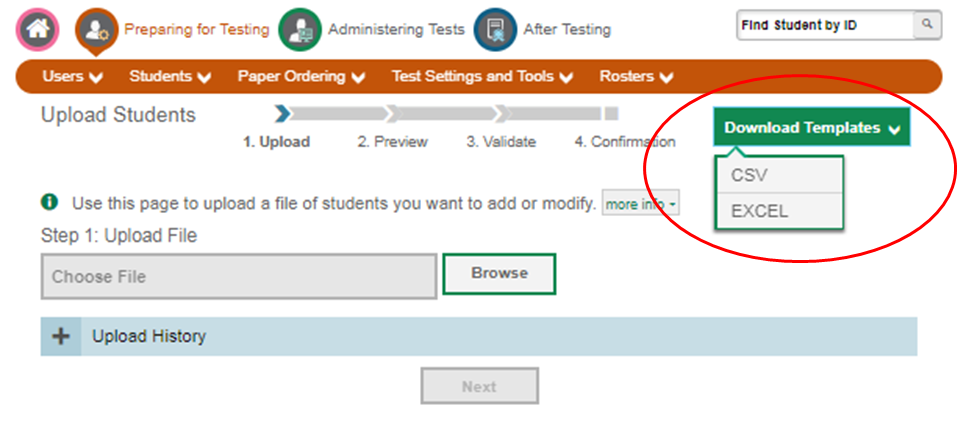 Preparing for Testing Administering Tests After Testing Find Student by ID
Users Students Paper Ordering Test Settings and Tools Rosters
Upload Students
1. Upload 2. Preview 3. Validate 4. Confirmation
Download Templates
CSV
EXCEL
Use this page to upload a file of students you want to add or modify. more info
Step 1: Upload File
Choose File Browse
Upload History
Next